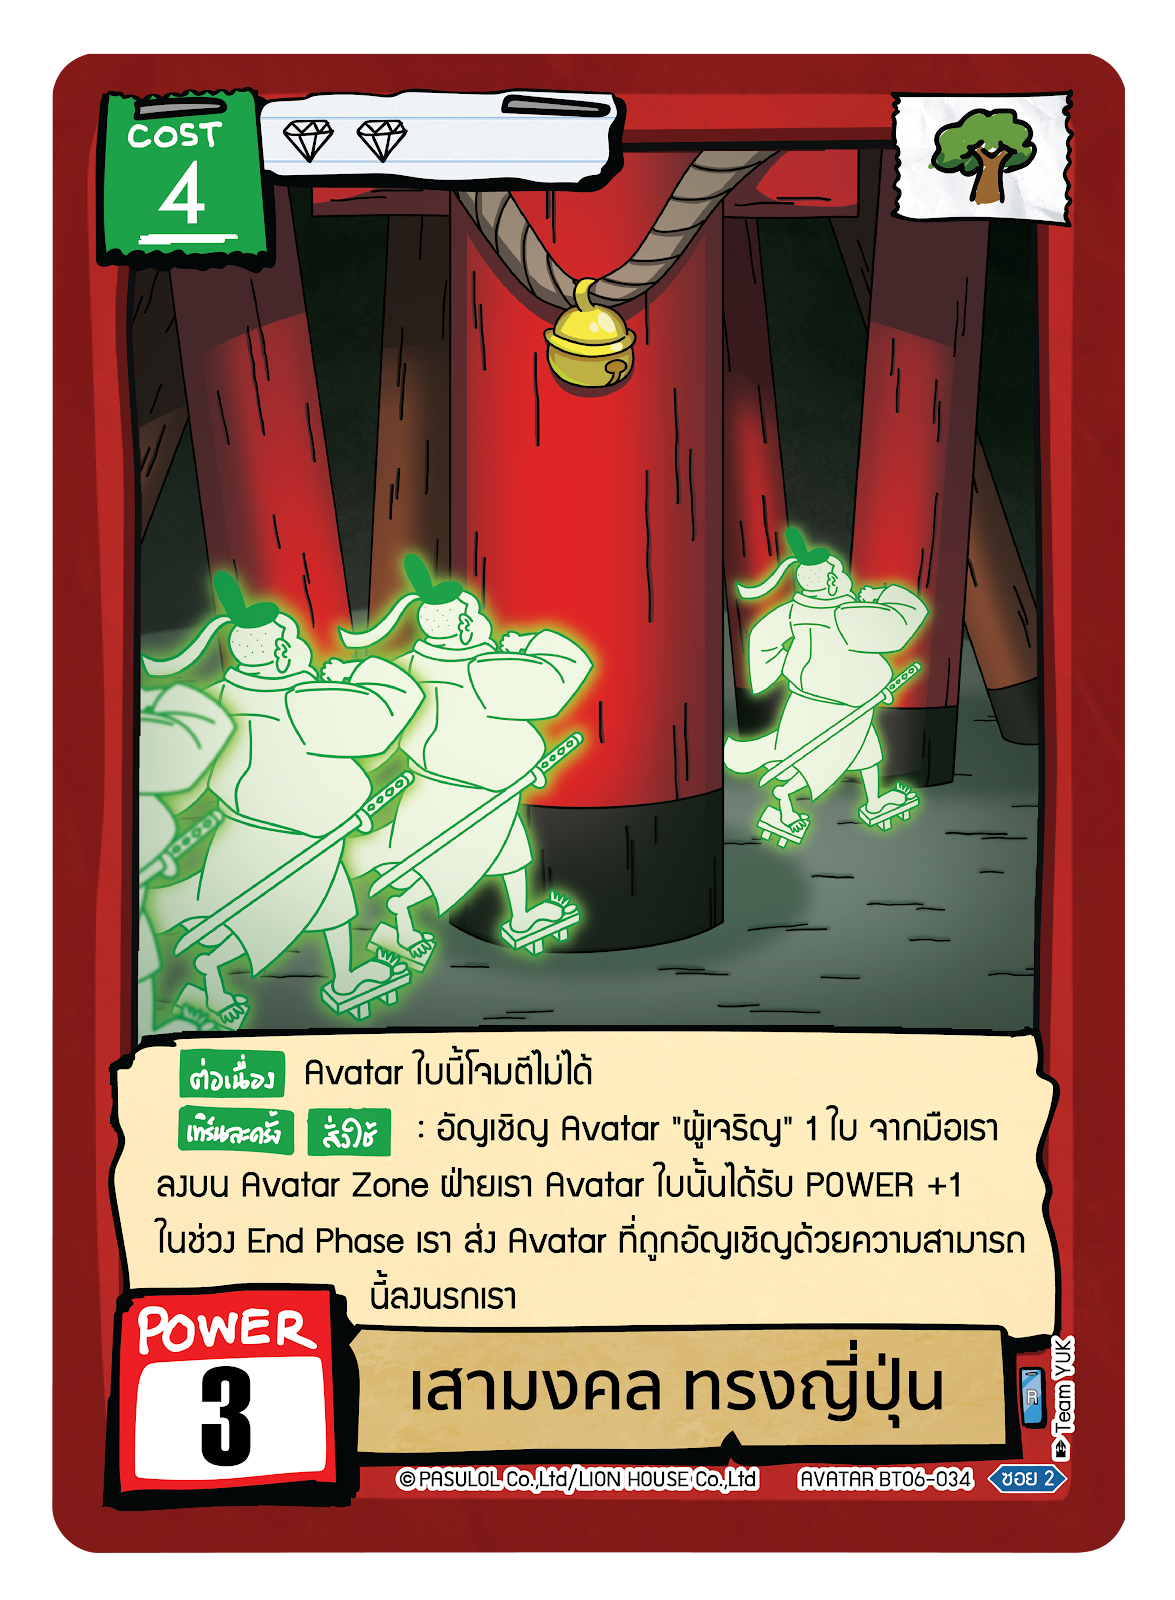 COST
4
ต่อเนื่อง Avatar ใบนี้โจมตีไม่ได้
เทิร์นละครั้ง สั่งใช้ : อัญเชิญ Avatar "ผู้เจริญ" 1 ใบ จากมือเรา
ลงบน Avatar Zone ฝ่ายเรา Avatar ใบนั้นได้รับ POWER +1
ในช่วง End Phase เรา ส่ง Avatar ที่ถูกอัญเชิญด้วยความสามารถ
นี้ลงนรกเรา
POWER
3
เสามงคล ทรงญี่ปุ่น
R
Team YUK
© PASULOL Co.,Ltd/LION HOUSE Co.,Ltd AVATAR BT06-034 ซอย 2